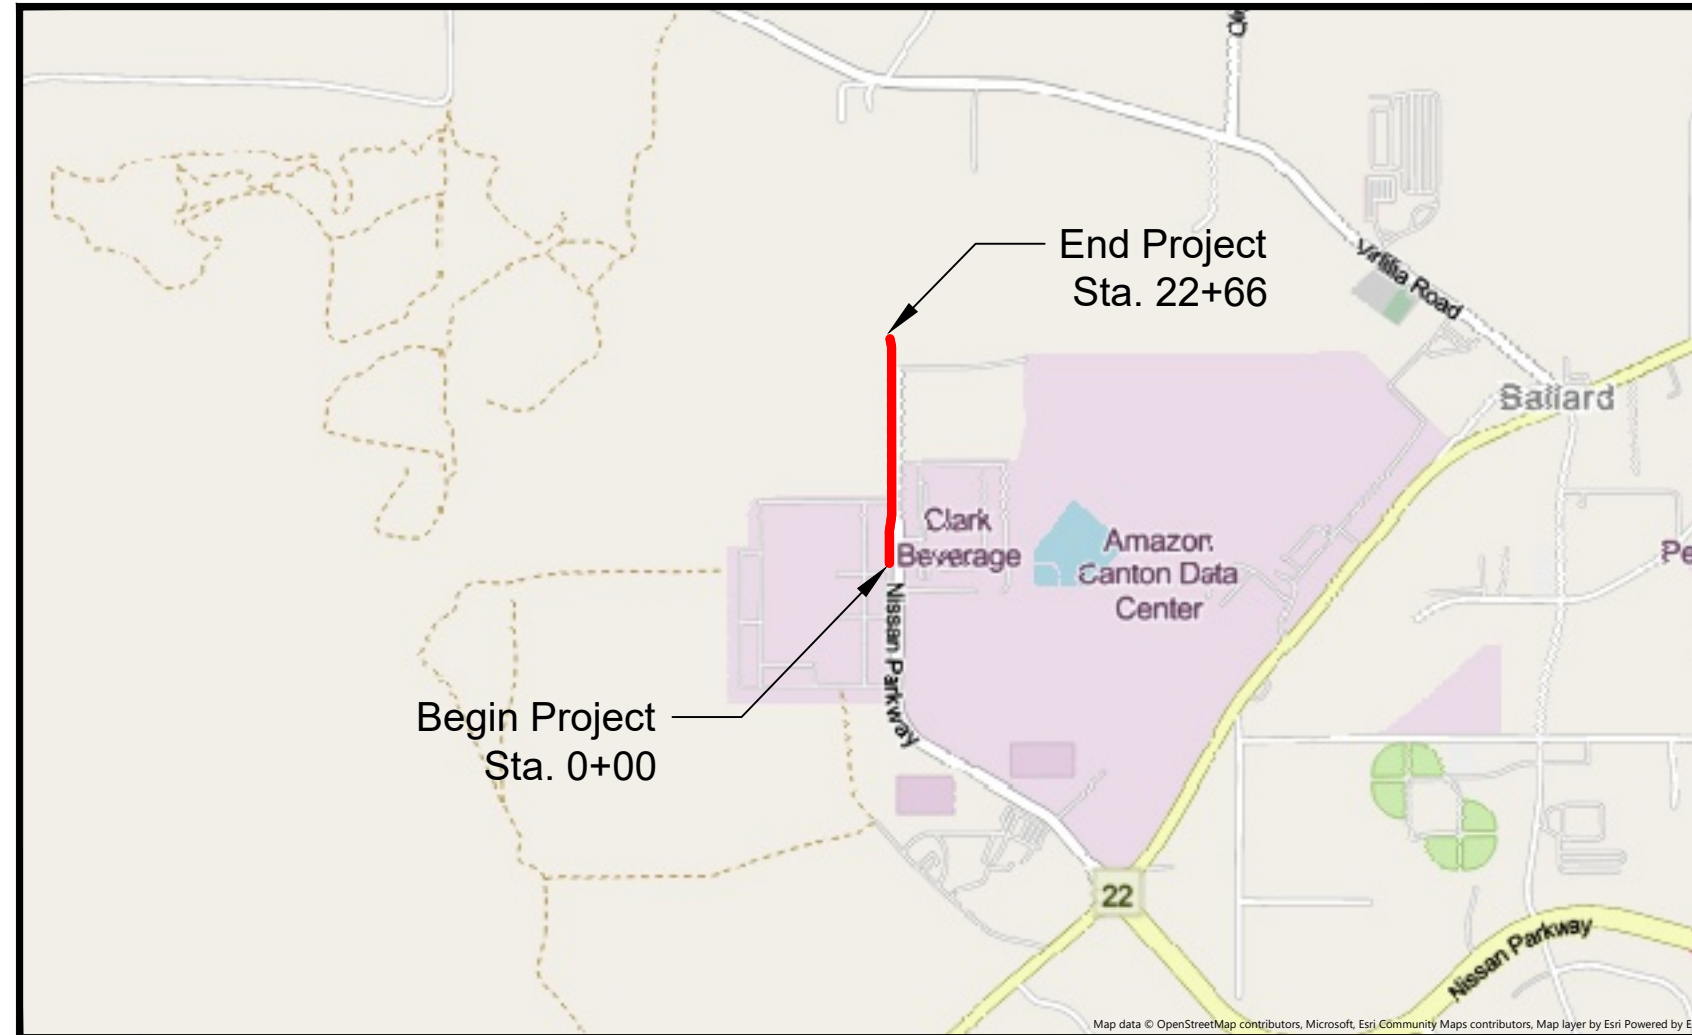 End Project
Sta. 22+66
Virlilia Road
Ballard
Clark
Beverage
Amazon
Canton Data
Center
Pe
Nissan Parkway
Begin Project
Sta. 0+00
22
Nissan Parkway
Map data © OpenStreetMap contributors, Microsoft, Esri Community Maps contributors, Map layer by Esri Powered by E